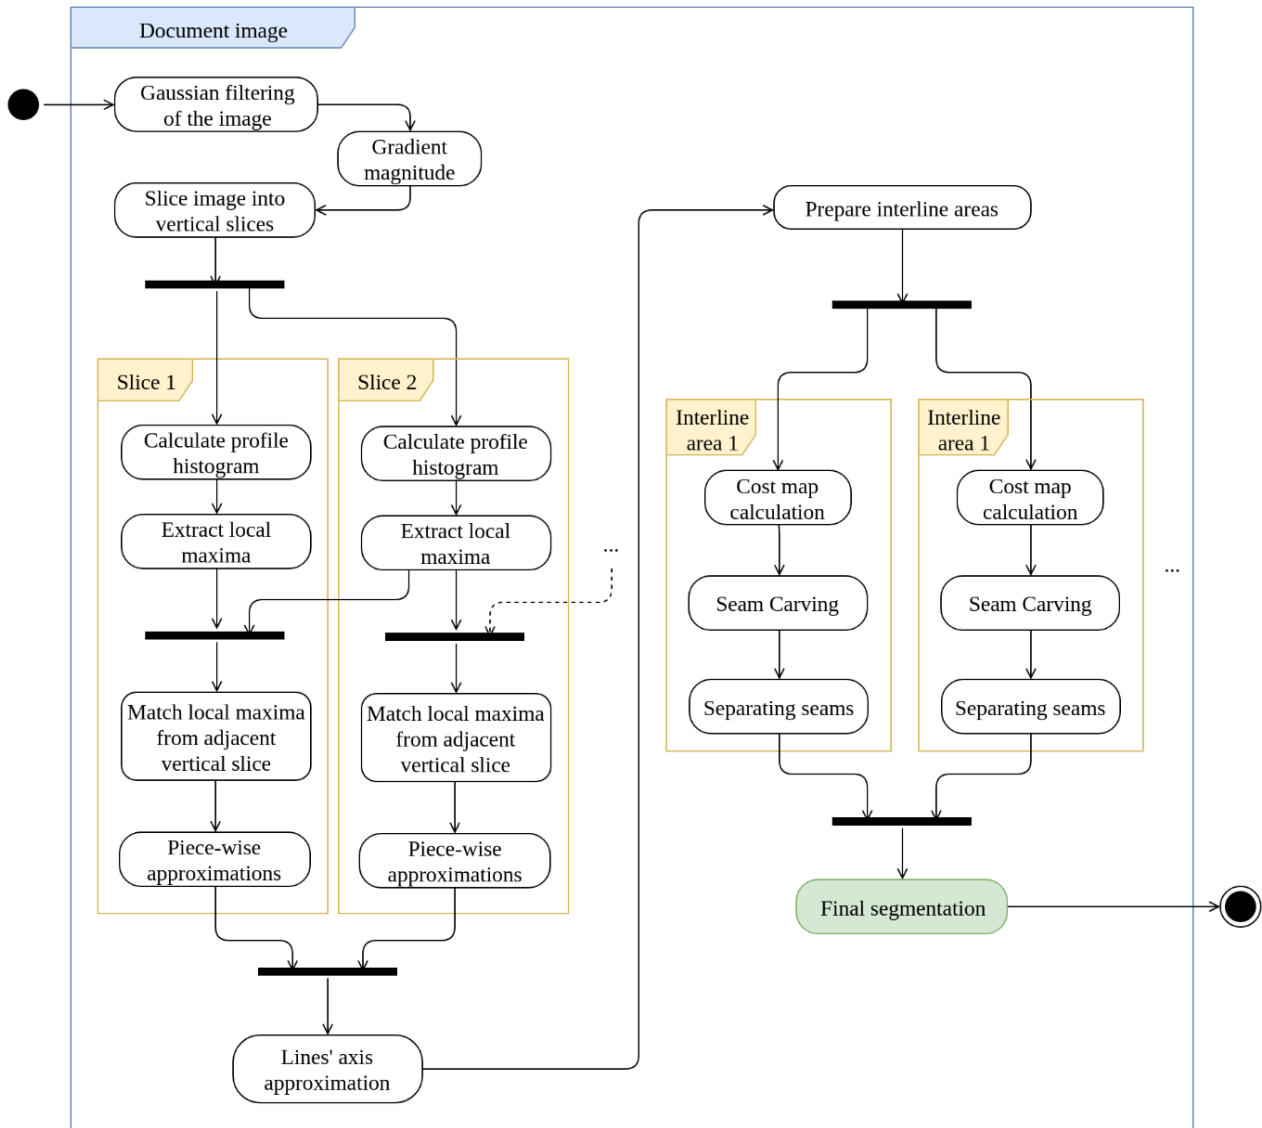 Document image
Gaussian filtering
of the image
Gradient
magnitude
Slice image into
vertical slices
Slice 1
Calculate profile
histogram
Extract local
maxima
Match local maxima
from adjacent
vertical slice
Piece-wise
approximations
Slice 2
Calculate profile
histogram
Extract local
maxima
Match local maxima
from adjacent
vertical slice
Piece-wise
approximations
...
Lines' axis
approximation
Prepare interline areas
Interline
area 1
Cost map
calculation
Seam Carving
Separating seams
Interline
area 1
Cost map
calculation
Seam Carving
Separating seams
...
Final segmentation